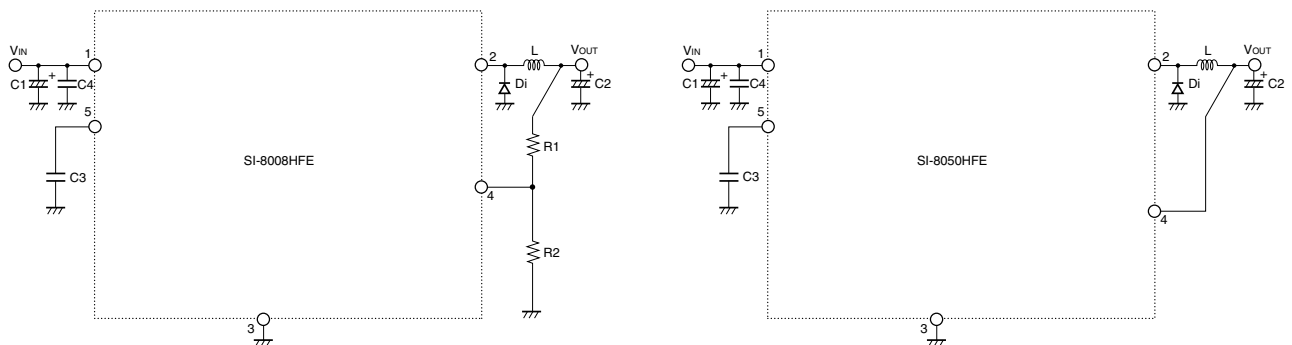 VIN
1
C1
+
C4
5
C3
SI-8008HFE
3
2
L
VOUT
Di
+
C2
R1
4
R2
VIN
1
C1
+
C4
5
C3
SI-8050HFE
3
2
L
VOUT
Di
+
C2
4